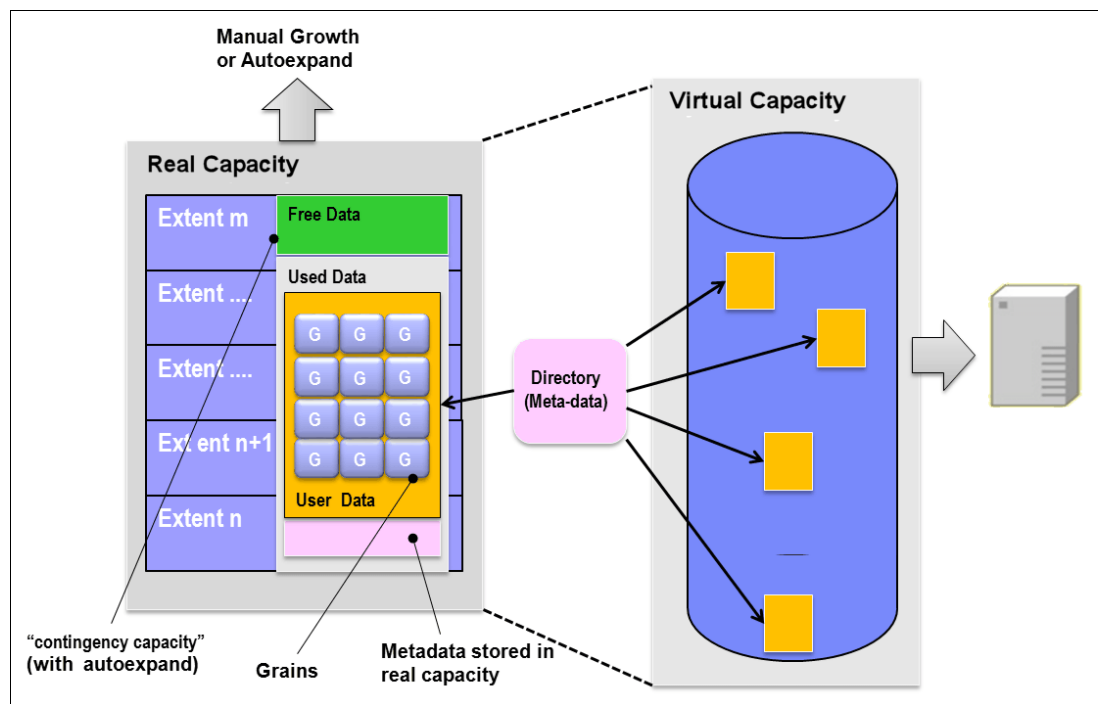 Manual Growth
or Autoexpand
Virtual Capacity
Real Capacity
Extent m
Free Data
Used Data
Extent ....
G G G
G G G
Extent ....
Directory
(Meta-data)
G G G
Ext ent n+1
G G G
User Data
Extent n
"contingency capacity"
(with autoexpand)
Grains
Metadata stored in
real capacity